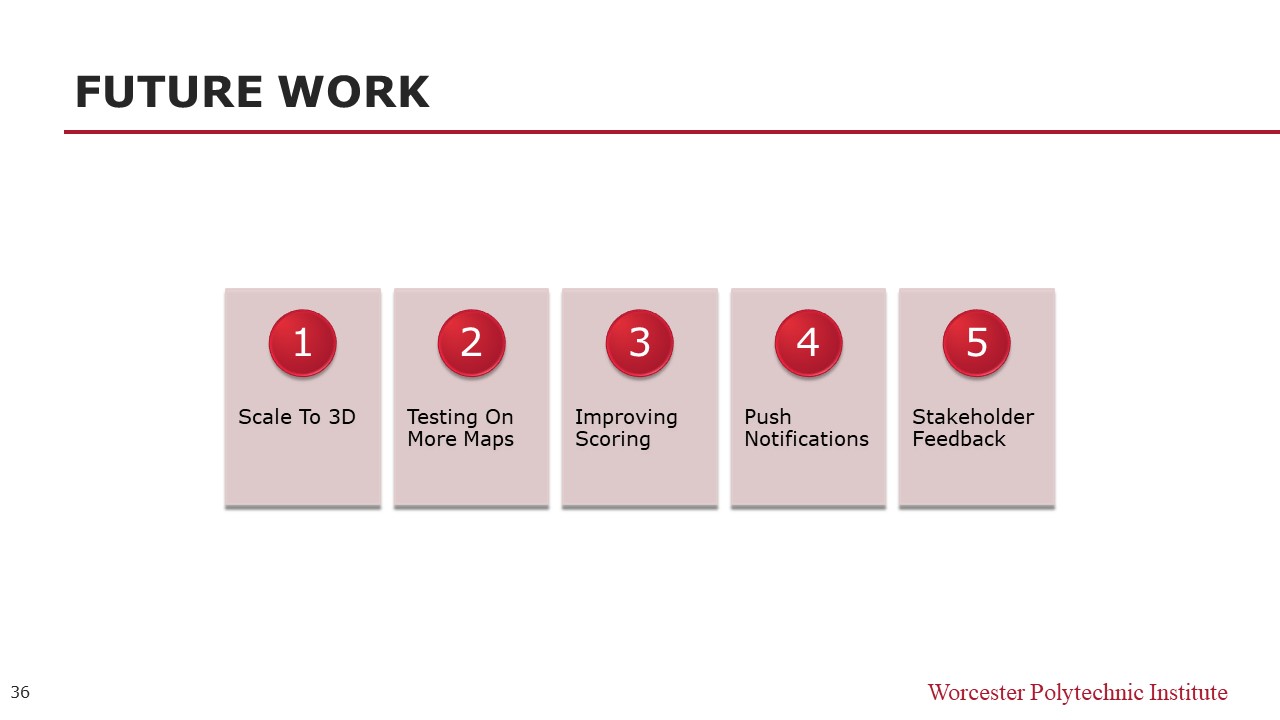 FUTURE WORK
1
Scale To 3D
2
Testing On
More Maps
3
Improving
Scoring
4
Push
Notifications
5
Stakeholder
Feedback
36
Worcester Polytechnic Institute